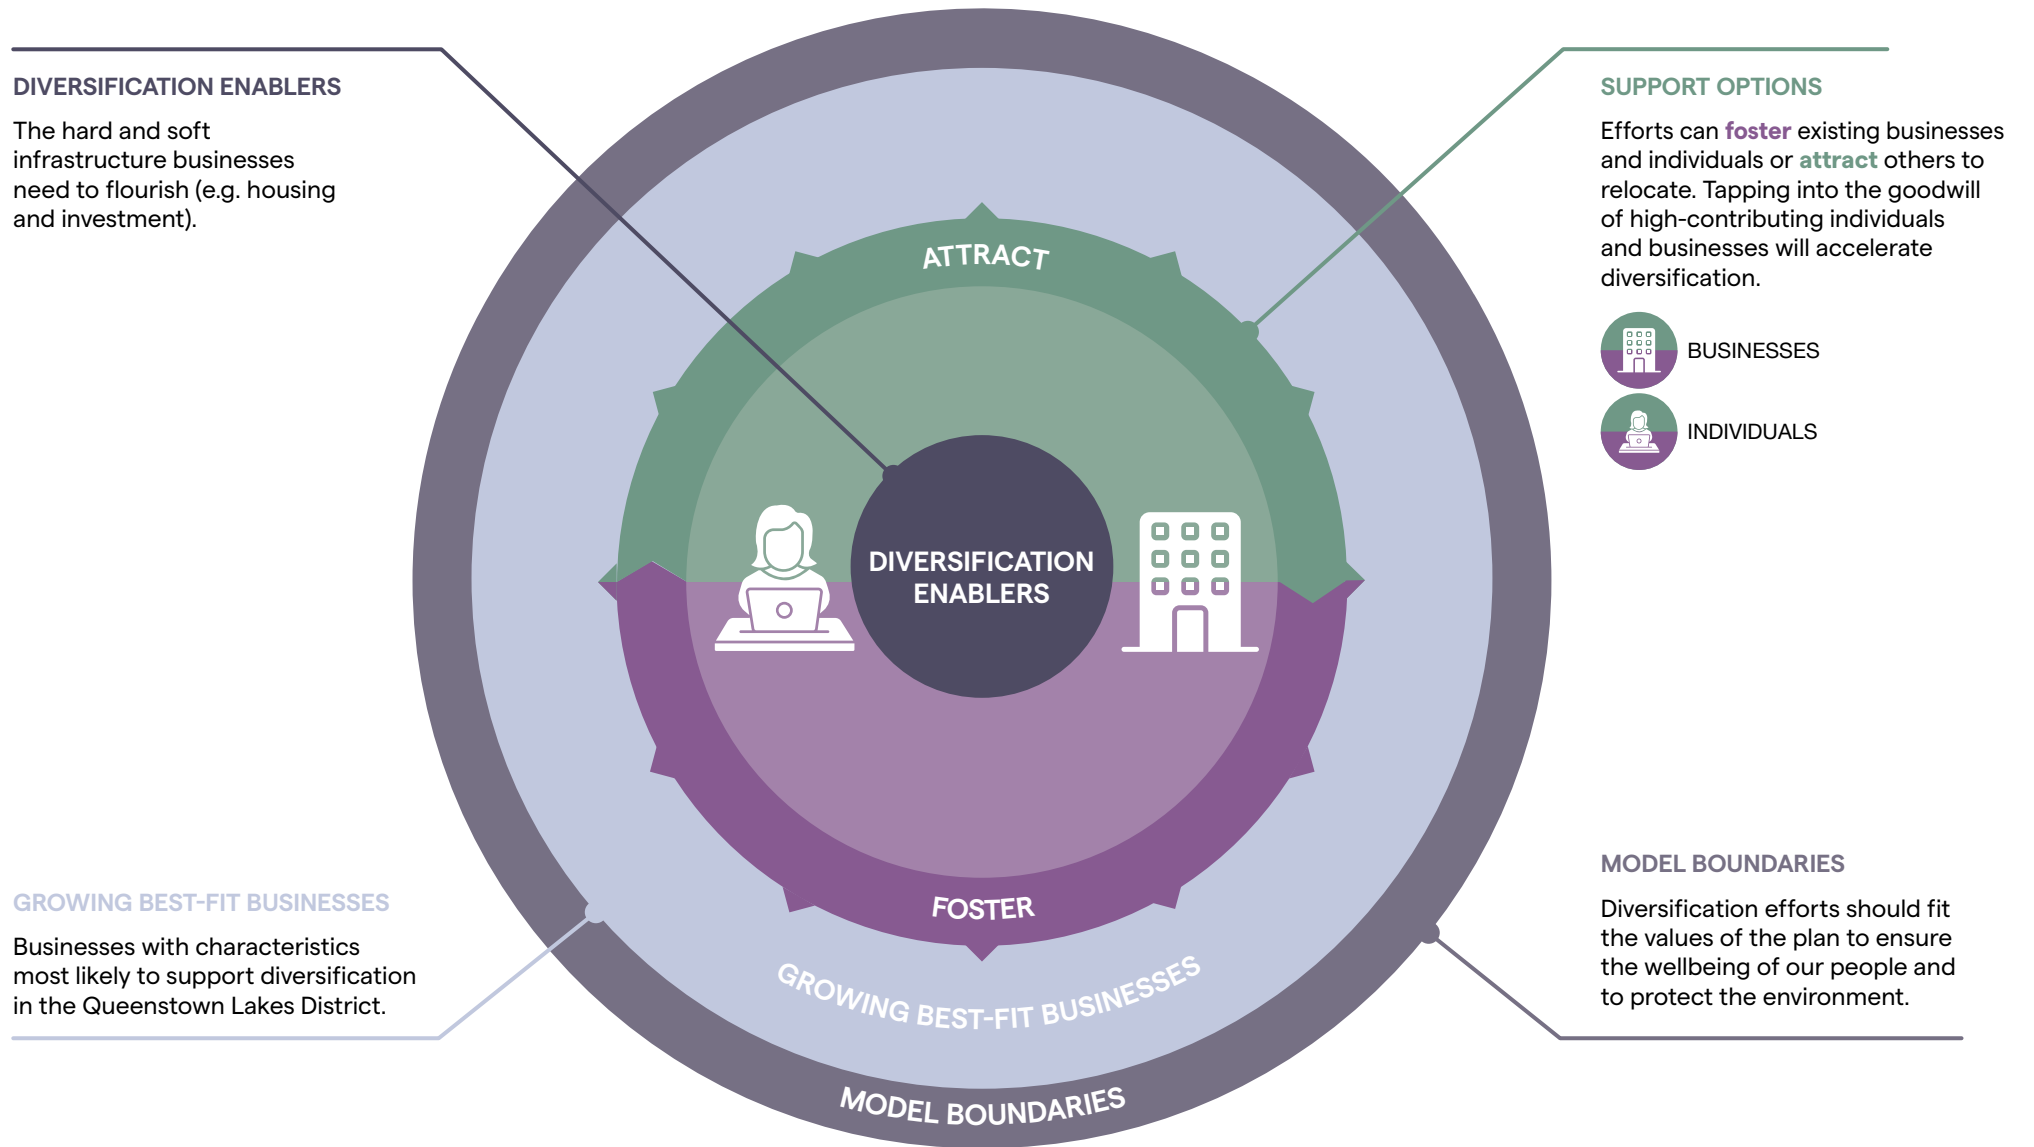 DIVERSIFICATION ENABLERS
The hard and soft
infrastructure businesses
need to flourish (e.g. housing
and investment).
SUPPORT OPTIONS
Efforts can foster existing businesses
and individuals or attract others to
relocate. Tapping into the goodwill
of high-contributing individuals
and businesses will accelerate
diversification.
BUSINESSES
INDIVIDUALS
ATTRACT
DIVERSIFICATION
ENABLERS
FOSTER
GROWING BEST-FIT BUSINESSES
MODEL BOUNDARIES
GROWING BEST-FIT BUSINESSES
Businesses with characteristics
most likely to support diversification
in the Queenstown Lakes District.
MODEL BOUNDARIES
Diversification efforts should fit
the values of the plan to ensure
the wellbeing of our people and
to protect the environment.